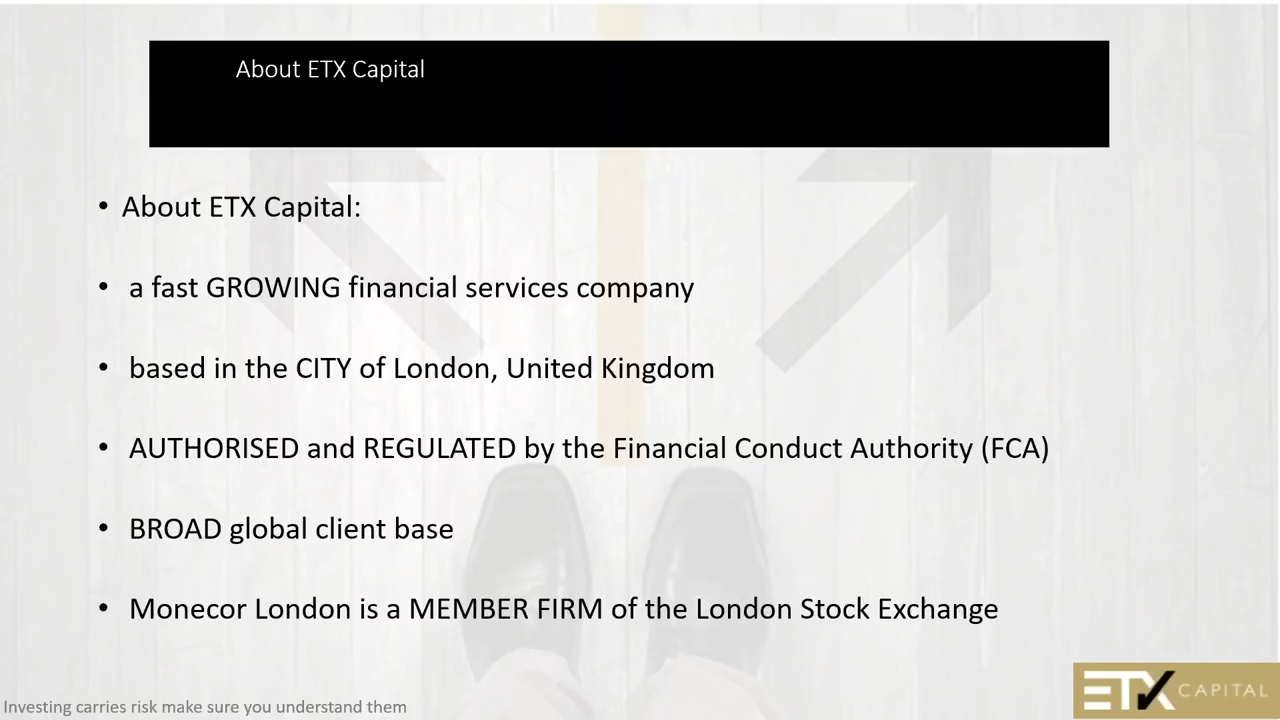 About ETX Capital
• About ETX Capital:
• a fast GROWING financial services company
• based in the CITY of London, United Kingdom
• AUTHORISED and REGULATED by the Financial Conduct Authority (FCA)
• BROAD global client base
• Monecor London is a MEMBER FIRM of the London Stock Exchange
Investing carries risk make sure you understand them
ETX CAPITAL